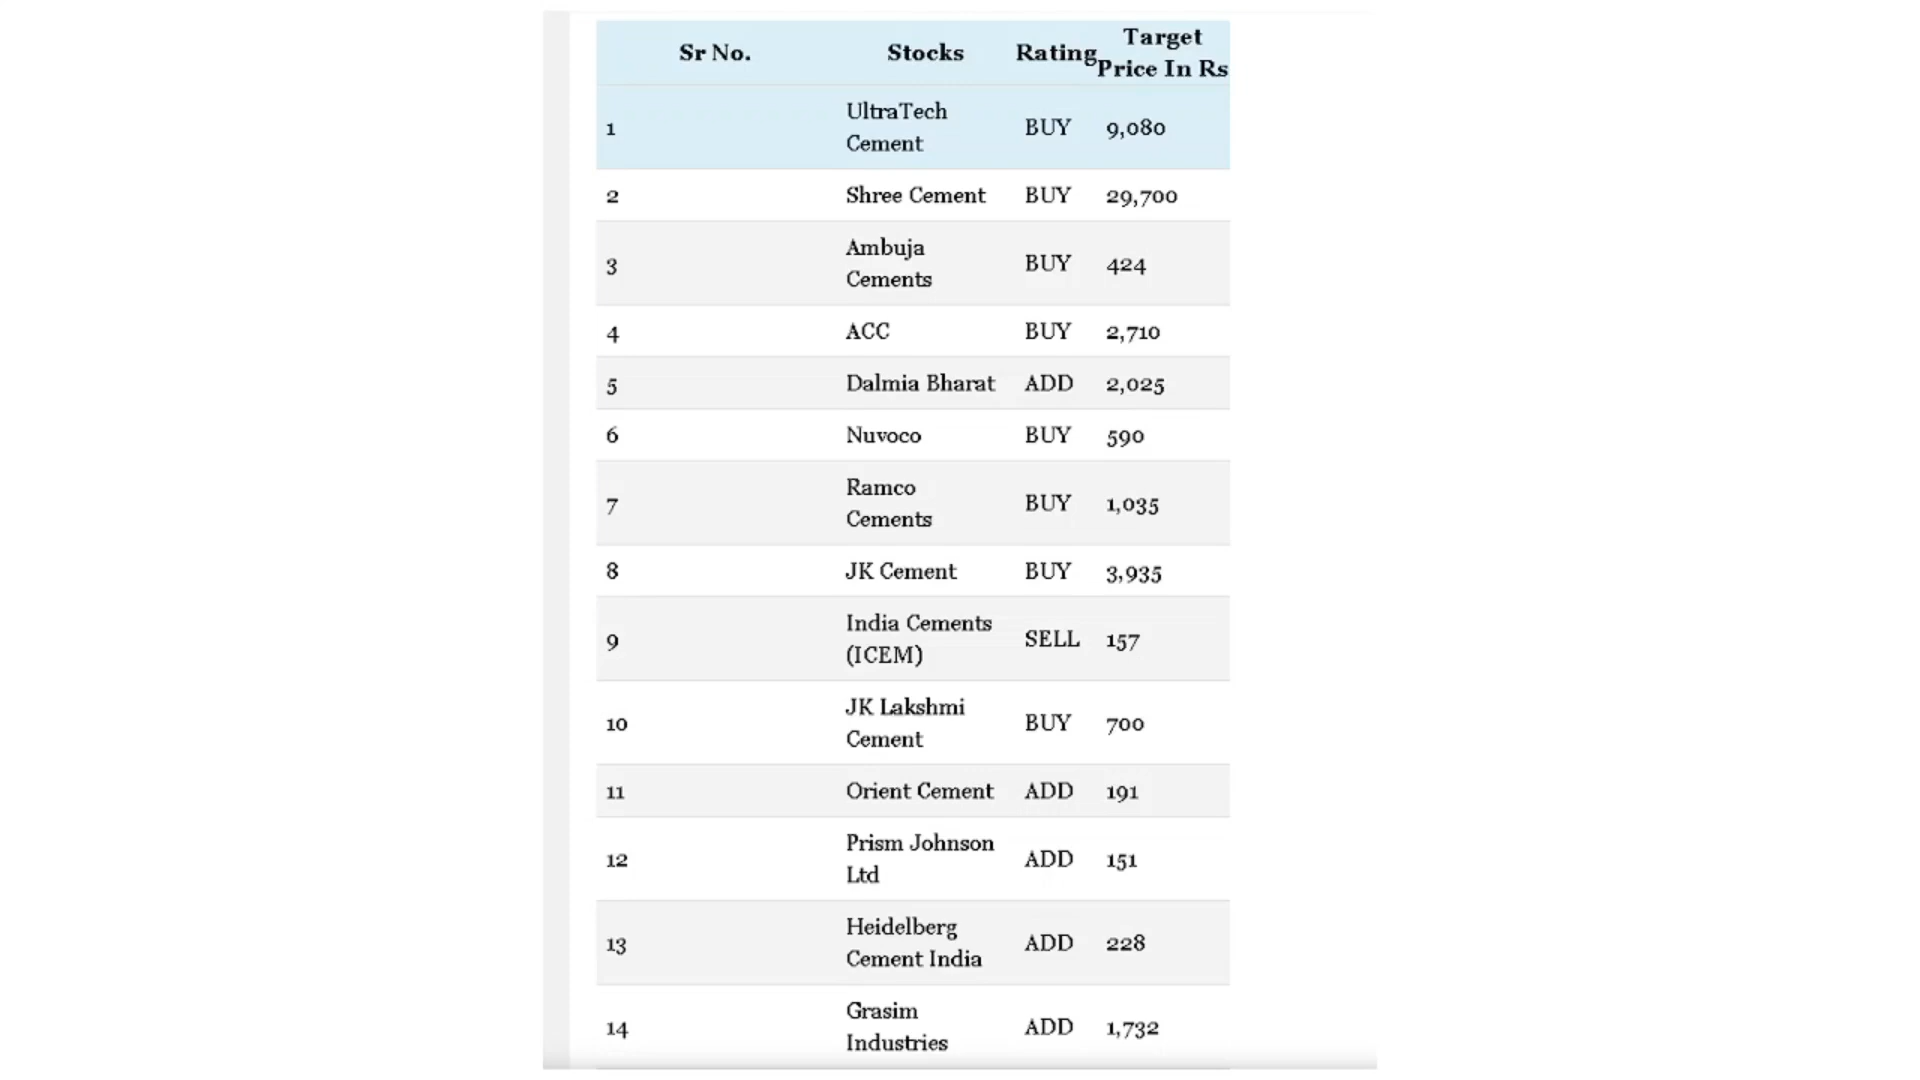 Sr No. Stocks Rating Target Price In Rs
1 UltraTech Cement BUY 9,080
2 Shree Cement BUY 29,700
3 Ambuja Cements BUY 424
4 ACC BUY 2,710
5 Dalmia Bharat ADD 2,025
6 Nuvoco BUY 590
7 Ramco Cements BUY 1,035
8 JK Cement BUY 3,935
9 India Cements (ICEM) SELL 157
10 JK Lakshmi Cement BUY 700
11 Orient Cement ADD 191
12 Prism Johnson Ltd ADD 151
13 Heidelberg Cement India ADD 228
14 Grasim Industries ADD 1,732